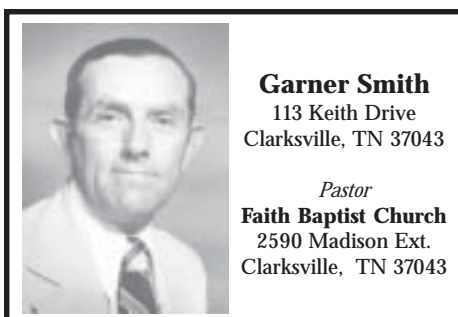 Garner Smith
113 Keith Drive
Clarksville, TN 37043
Pastor
Faith Baptist Church
2590 Madison Ext.
Clarksville, TN 37043